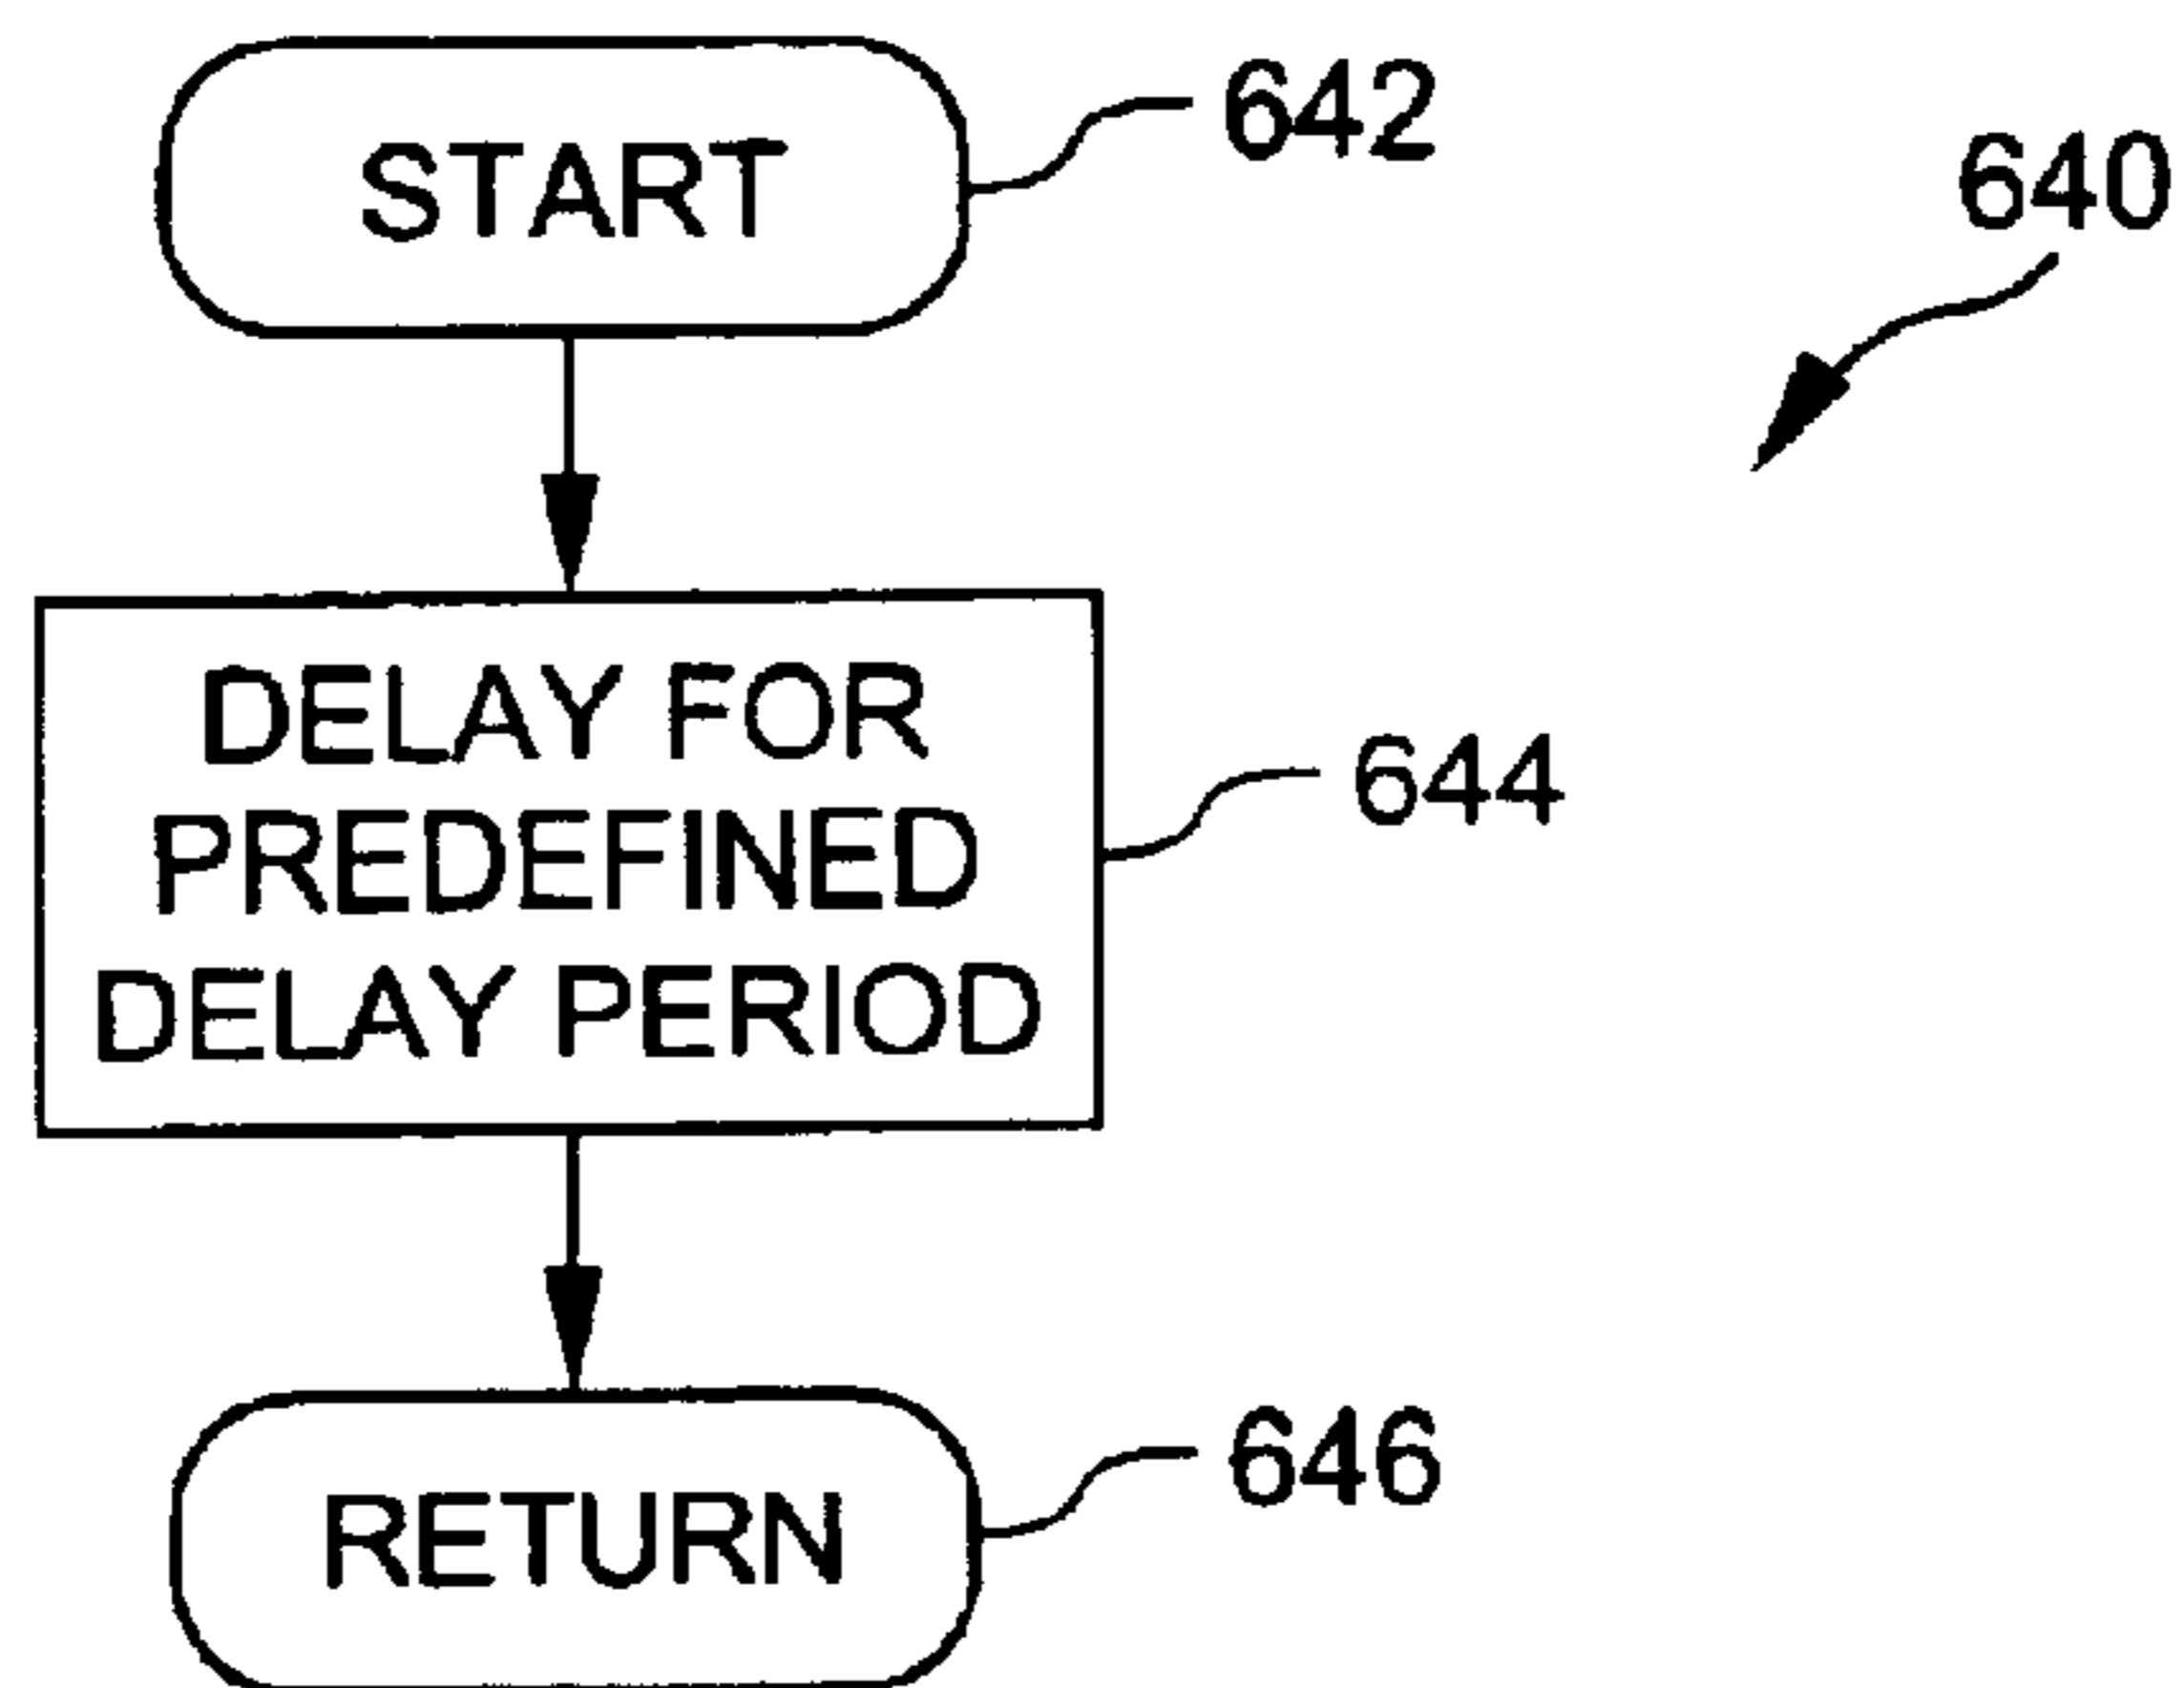 START
642
640
DELAY FOR
PREDEFINED
DELAY PERIOD
644
RETURN
646